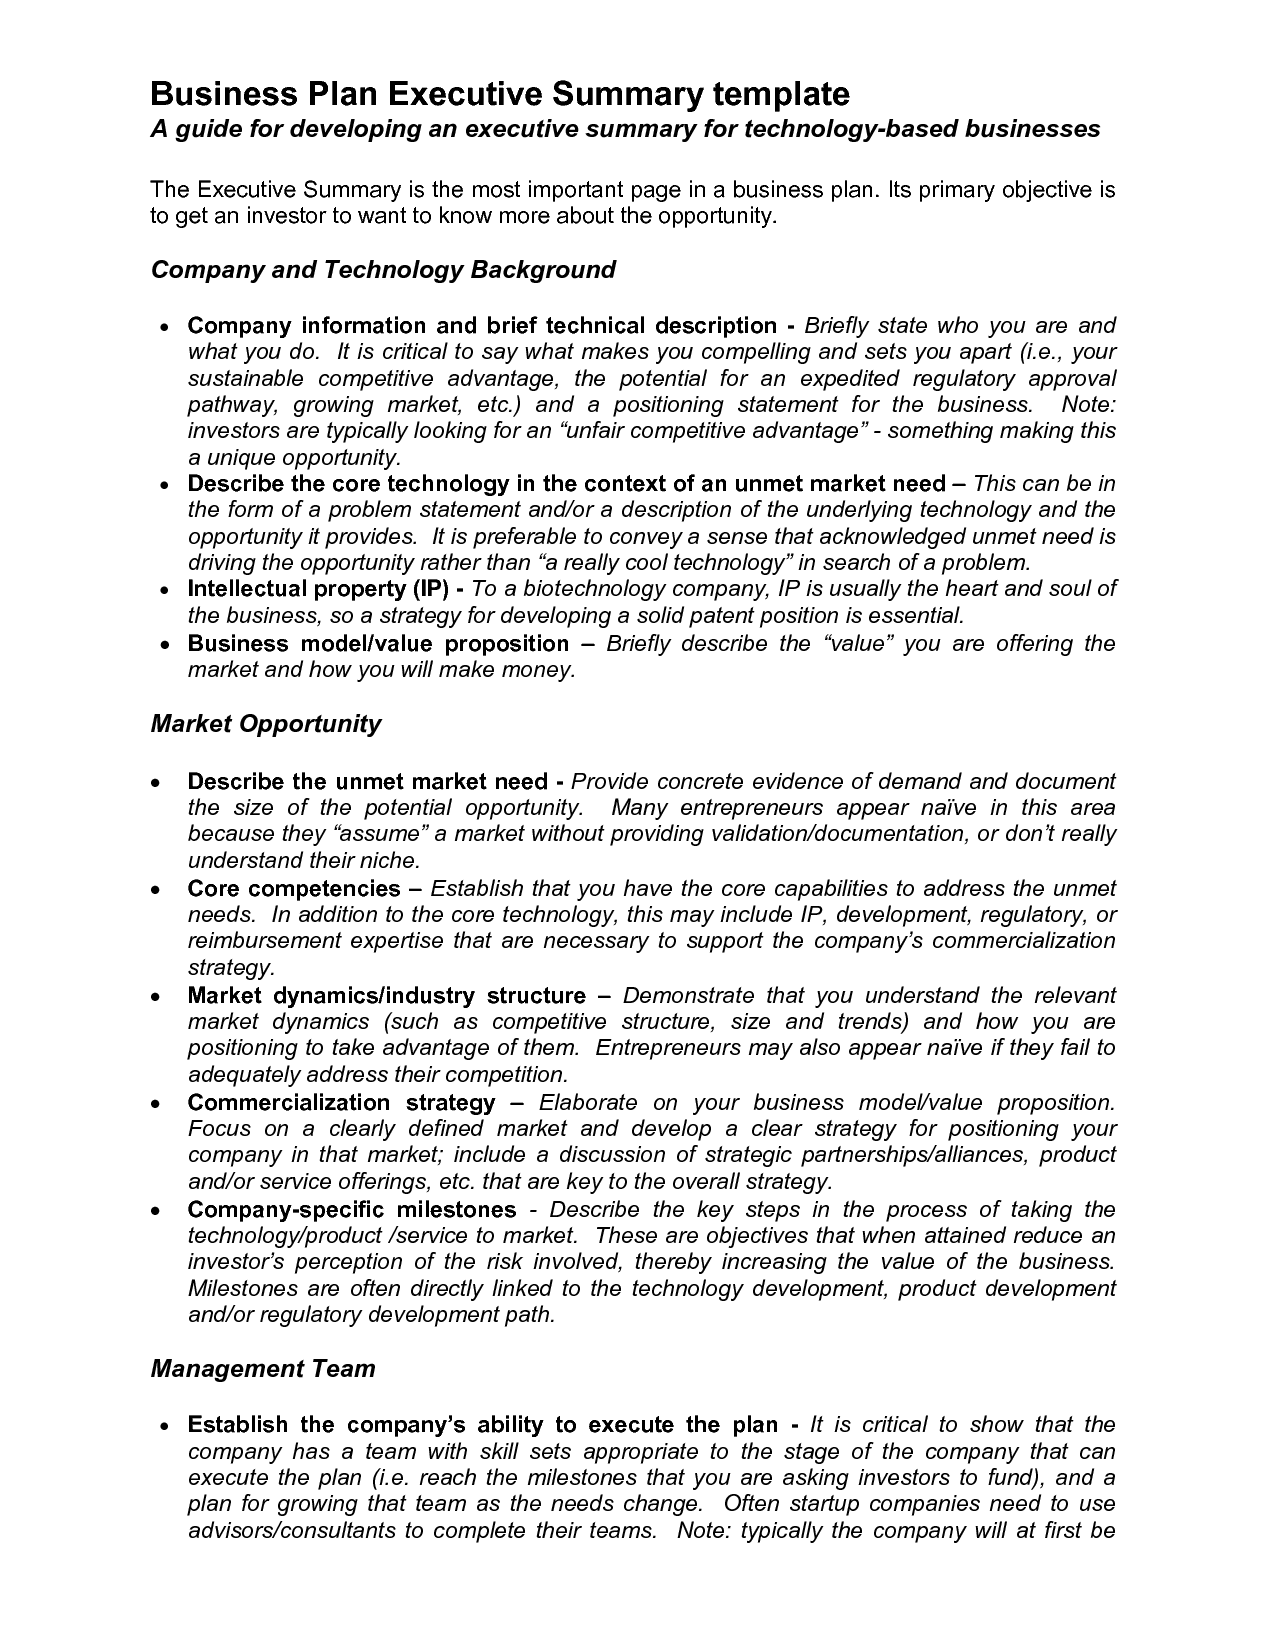 Business Plan Executive Summary template
A guide for developing an executive summary for technology-based businesses
The Executive Summary is the most important page in a business plan. Its primary objective is
to get an investor to want to know more about the opportunity.
Company and Technology Background
• Company information and brief technical description - Briefly state who you are and
what you do. It is critical to say what makes you compelling and sets you apart (i.e., your
sustainable competitive advantage, the potential for an expedited regulatory approval
pathway, growing market, etc.) and a positioning statement for the business. Note:
investors are typically looking for an “unfair competitive advantage” - something making this
a unique opportunity.
• Describe the core technology in the context of an unmet market need – This can be in
the form of a problem statement and/or a description of the underlying technology and the
opportunity it provides. It is preferable to convey a sense that acknowledged unmet need is
driving the opportunity rather than “a really cool technology” in search of a problem.
• Intellectual property (IP) - To a biotechnology company, IP is usually the heart and soul of
the business, so a strategy for developing a solid patent position is essential.
• Business model/value proposition – Briefly describe the “value” you are offering the
market and how you will make money.
Market Opportunity
• Describe the unmet market need - Provide concrete evidence of demand and document
the size of the potential opportunity. Many entrepreneurs appear naïve in this area
because they “assume” a market without providing validation/documentation, or don’t really
understand their niche.
• Core competencies – Establish that you have the core capabilities to address the unmet
needs. In addition to the core technology, this may include IP, development, regulatory, or
reimbursement expertise that are necessary to support the company’s commercialization
strategy.
• Market dynamics/industry structure – Demonstrate that you understand the relevant
market dynamics (such as competitive structure, size and trends) and how you are
positioning to take advantage of them. Entrepreneurs may also appear naïve if they fail to
adequately address their competition.
• Commercialization strategy – Elaborate on your business model/value proposition.
Focus on a clearly defined market and develop a clear strategy for positioning your
company in that market; include a discussion of strategic partnerships/alliances, product
and/or service offerings, etc. that are key to the overall strategy.
• Company-specific milestones - Describe the key steps in the process of taking the
technology/product /service to market. These are objectives that when attained reduce an
investor’s perception of the risk involved, thereby increasing the value of the business.
Milestones are often directly linked to the technology development, product development
and/or regulatory development path.
Management Team
• Establish the company’s ability to execute the plan - It is critical to show that the
company has a team with skill sets appropriate to the stage of the company that can
execute the plan (i.e. reach the milestones that you are asking investors to fund), and a
plan for growing that team as the needs change. Often startup companies need to use
advisors/consultants to complete their teams. Note: typically the company will at first be